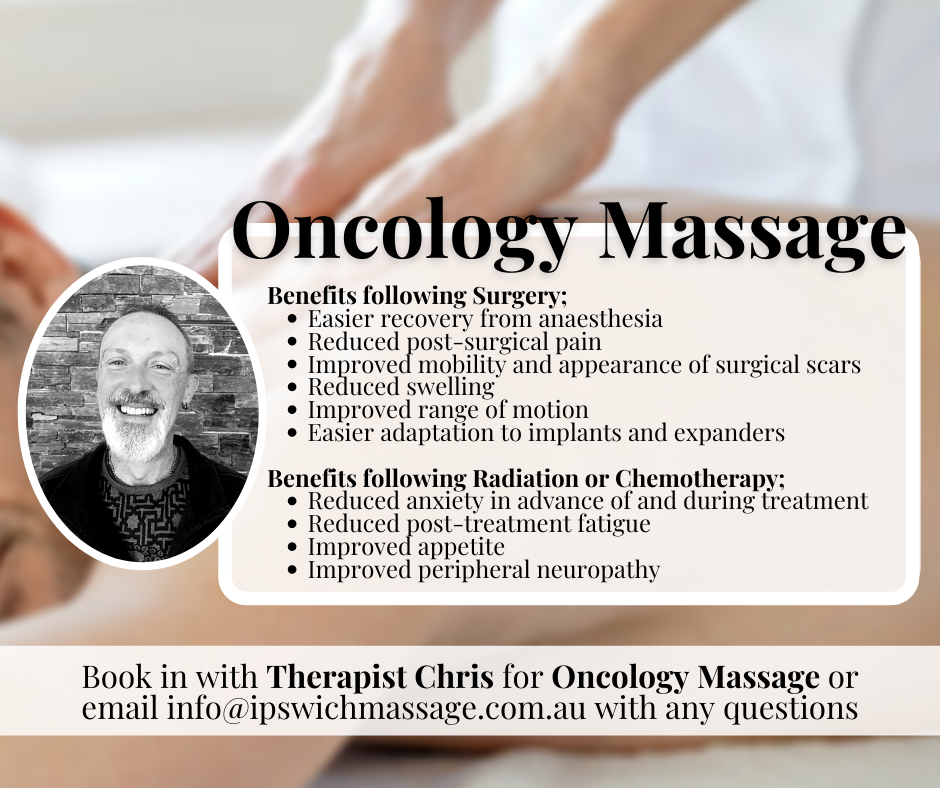 Oncology Massage
Benefits following Surgery;
• Easier recovery from anaesthesia
• Reduced post-surgical pain
• Improved mobility and appearance of surgical scars
• Reduced swelling
• Improved range of motion
• Easier adaptation to implants and expanders
Benefits following Radiation or Chemotherapy;
• Reduced anxiety in advance of and during treatment
• Reduced post-treatment fatigue
• Improved appetite
• Improved peripheral neuropathy
Book in with Therapist Chris for Oncology Massage or
email info@ipswichmassage.com.au with any questions